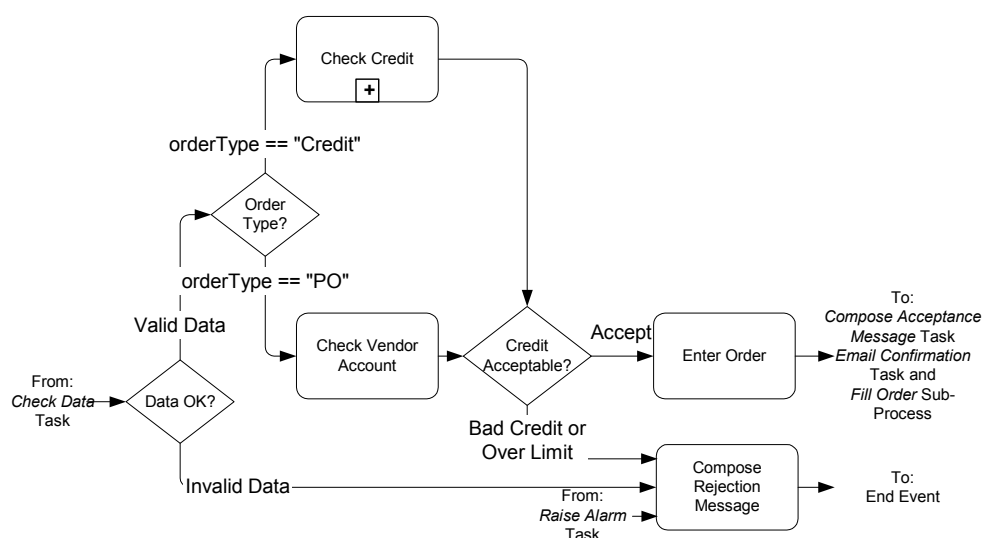 Check Credit
+
orderType == "Credit"
Order
Type?
orderType == "PO"
Valid Data
Check Vendor
Account
Credit
Acceptable?
Accept
Enter Order
To:
Compose Acceptance
Message Task
Email Confirmation
Task and
Fill Order Sub-
Process
From:
Check Data
Task
Data OK?
Bad Credit or
Over Limit
Invalid Data
Compose
Rejection
Message
From:
Raise Alarm
Task
To:
End Event